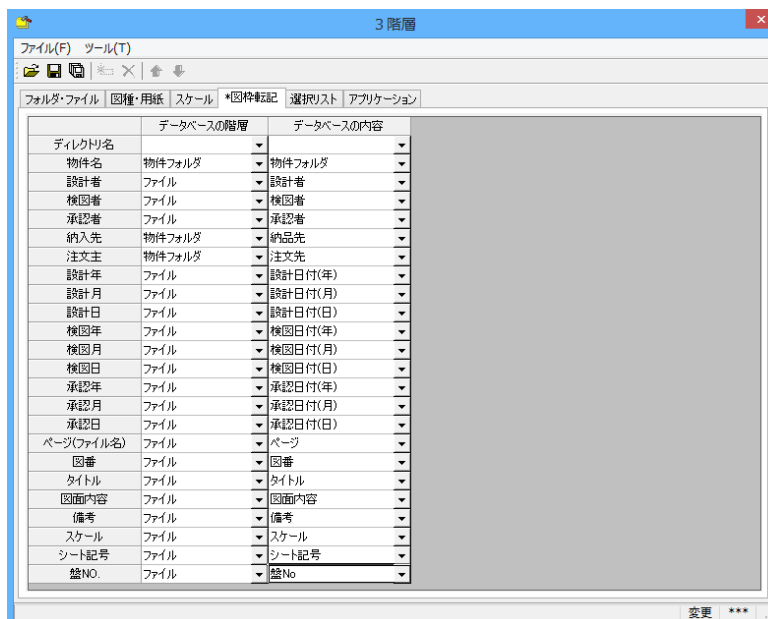 3階層
ファイル(F) ツール(T)
フォルダ・ファイル 図種・用紙 スケール *図枠転記 選択リスト アプリケーション
データベースの階層 データベースの内容
ディレクトリ名
物件名 物件フォルダ 物件フォルダ
設計者 ファイル 設計者
検図者 ファイル 検図者
承認者 ファイル 承認者
納入先 物件フォルダ 納品先
注文主 物件フォルダ 注文先
設計年 ファイル 設計日付(年)
設計月 ファイル 設計日付(月)
設計日 ファイル 設計日付(日)
検図年 ファイル 検図日付(年)
検図月 ファイル 検図日付(月)
検図日 ファイル 検図日付(日)
承認年 ファイル 承認日付(年)
承認月 ファイル 承認日付(月)
承認日 ファイル 承認日付(日)
ページ(ファイル名) ファイル ページ
図番 ファイル 図番
タイトル ファイル タイトル
図面内容 ファイル 図面内容
備考 ファイル 備考
スケール ファイル スケール
シート記号 ファイル シート記号
盤NO. ファイル 盤No
変更 ***